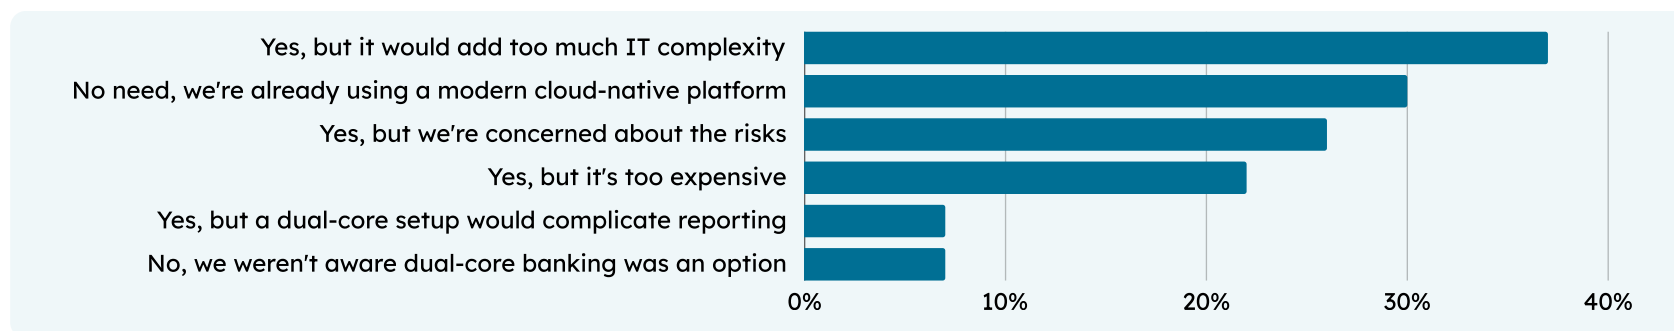 Yes, but it would add too much IT complexity
No need, we're already using a modern cloud-native platform
Yes, but we're concerned about the risks
Yes, but it's too expensive
Yes, but a dual-core setup would complicate reporting
No, we weren't aware dual-core banking was an option
0% 10% 20% 30% 40%